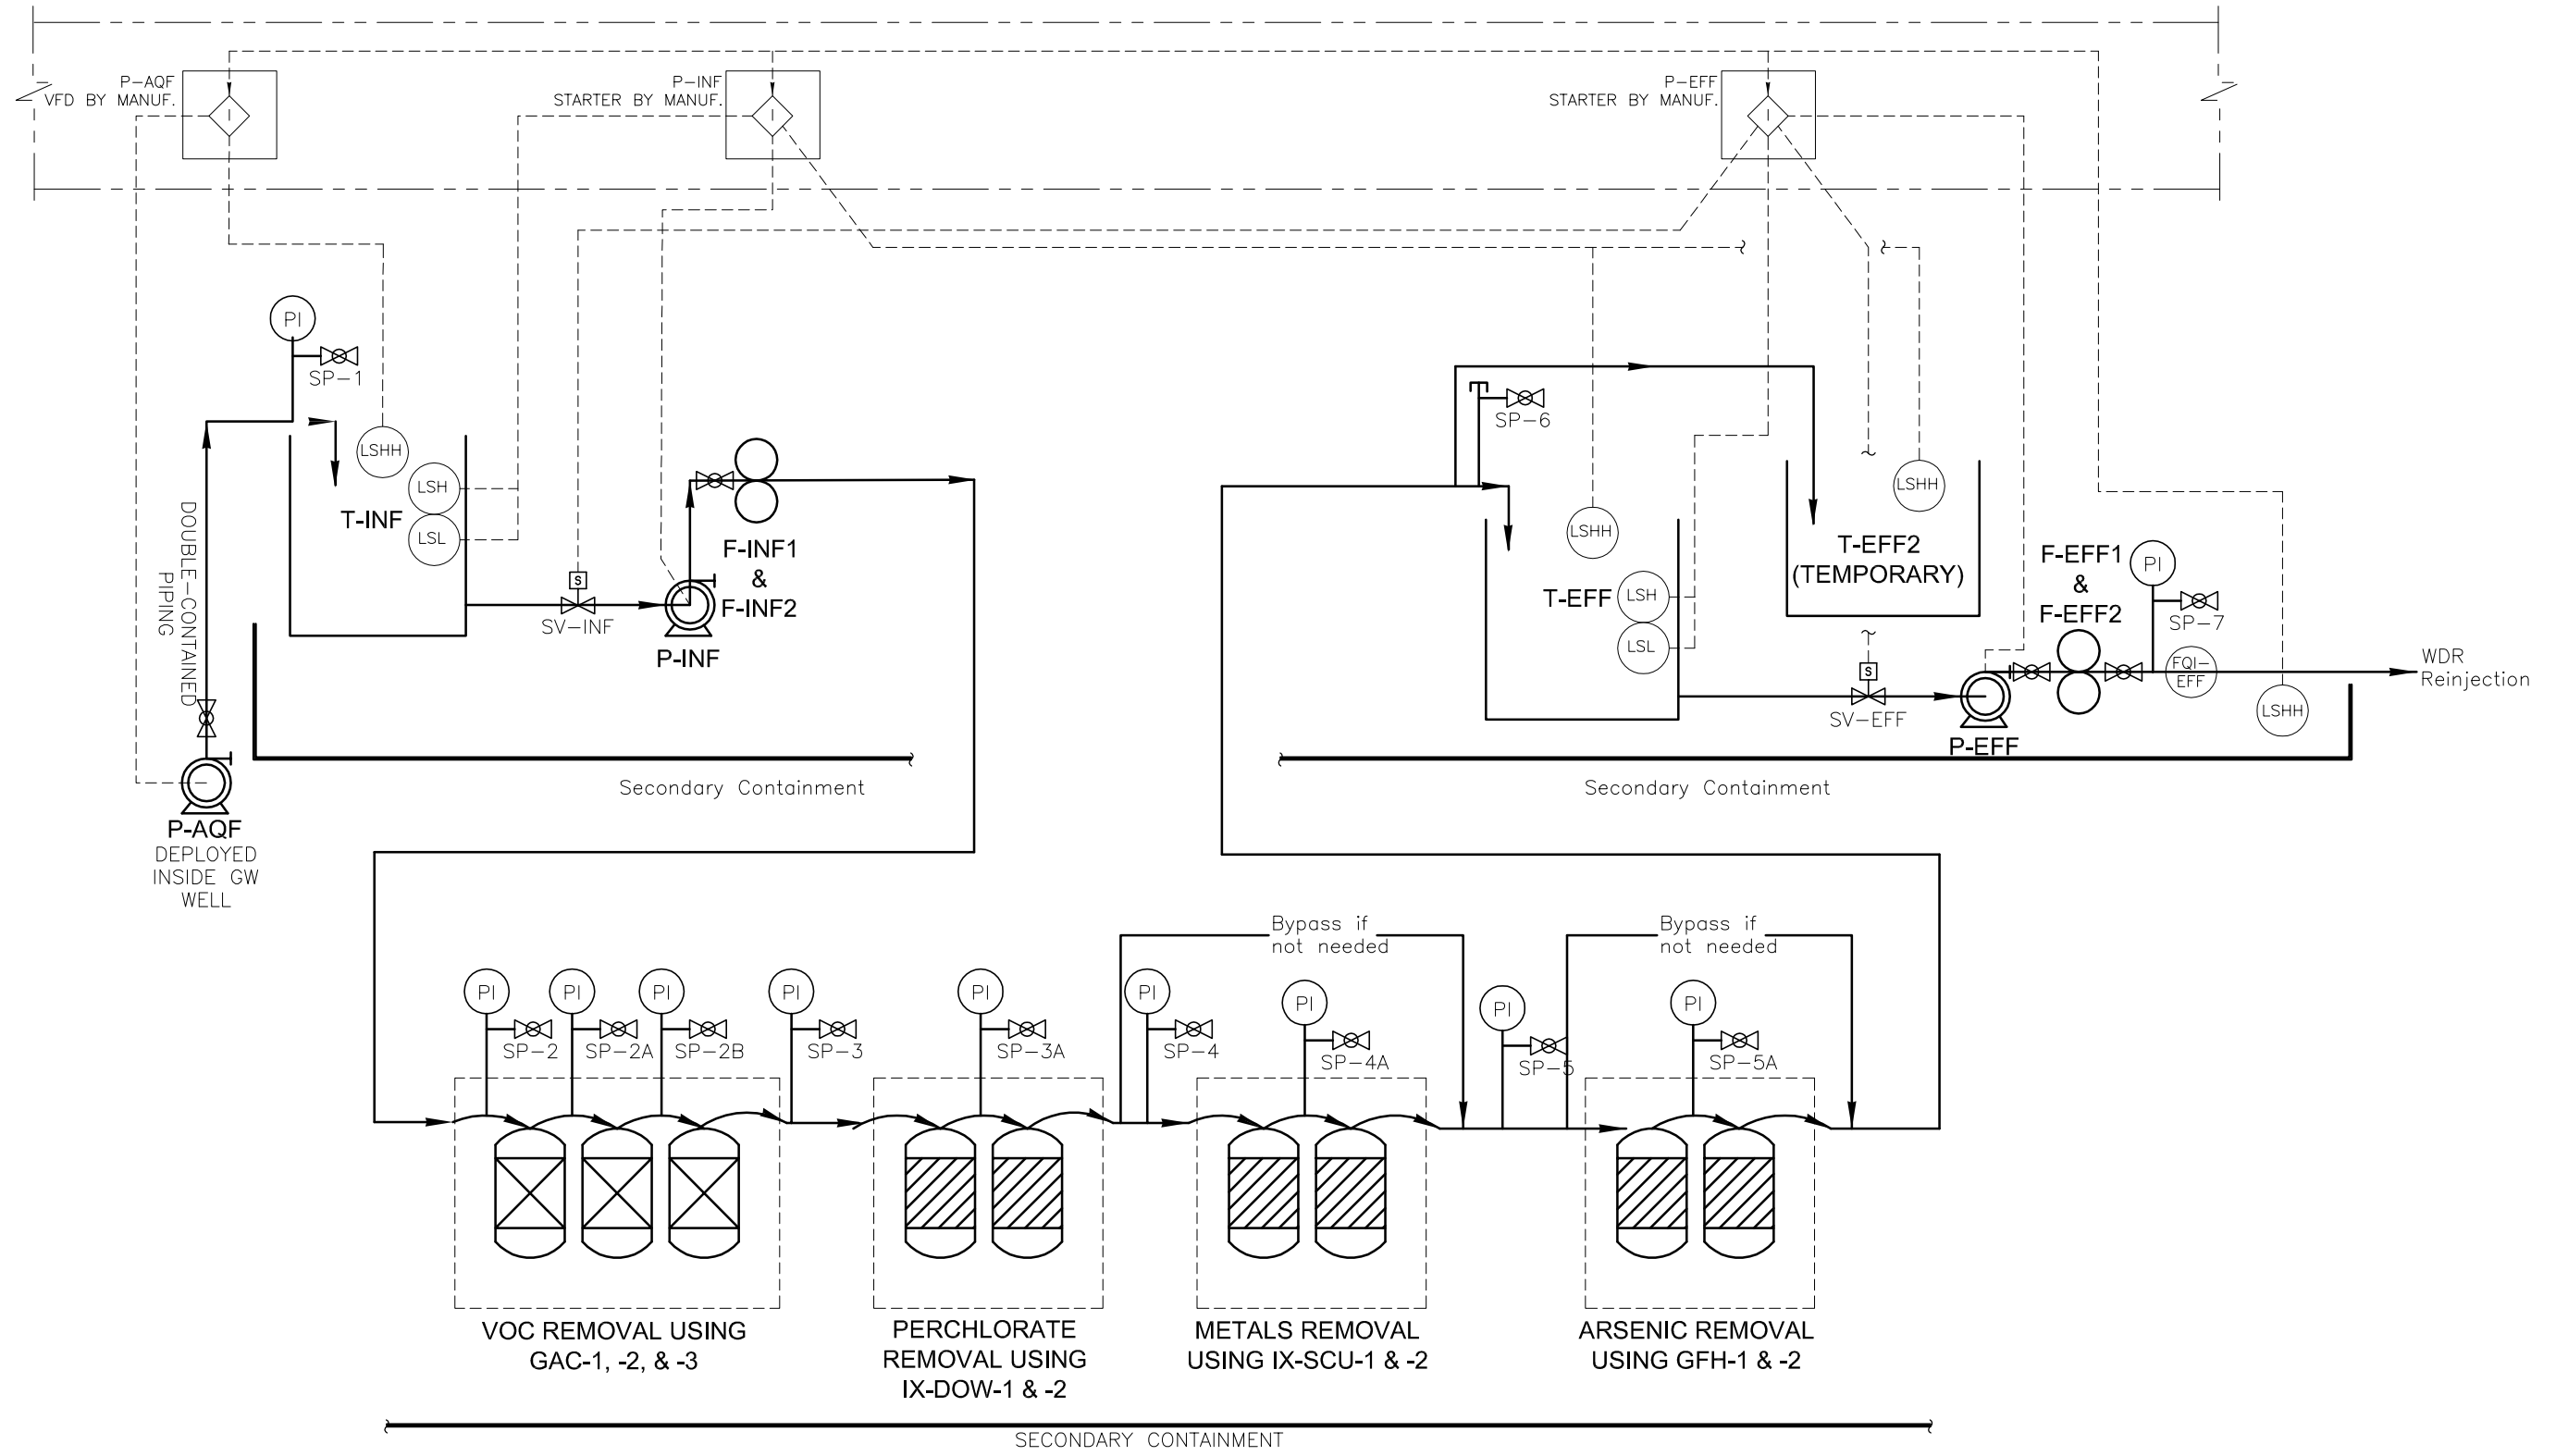 P-AQF
VFD BY MANUF.
P-INF
STARTER BY MANUF.
P-EFF
STARTER BY MANUF.
PI
SP-1
LSHH
LSH
LSL
T-INF
DOUBLE-CONTAINED
PIPING
F-INF1
&
F-INF2
S
SV-INF
P-INF
P-AQF
DEPLOYED
INSIDE GW
WELL
Secondary Containment
SP-6
LSHH
LSHH
T-EFF2
(TEMPORARY)
T-EFF
LSH
LSL
F-EFF1
&
F-EFF2
PI
SP-7
S
SV-EFF
P-EFF
FQI-
EFF
LSHH
WDR
Reinjection
Secondary Containment
Bypass if
not needed
Bypass if
not needed
PI
PI
PI
PI
PI
PI
PI
PI
PI
SP-2
SP-2A
SP-2B
SP-3
SP-3A
SP-4
SP-4A
SP-5
SP-5A
VOC REMOVAL USING
GAC-1, -2, & -3
PERCHLORATE
REMOVAL USING
IX-DOW-1 & -2
METALS REMOVAL
USING IX-SCU-1 & -2
ARSENIC REMOVAL
USING GFH-1 & -2
SECONDARY CONTAINMENT